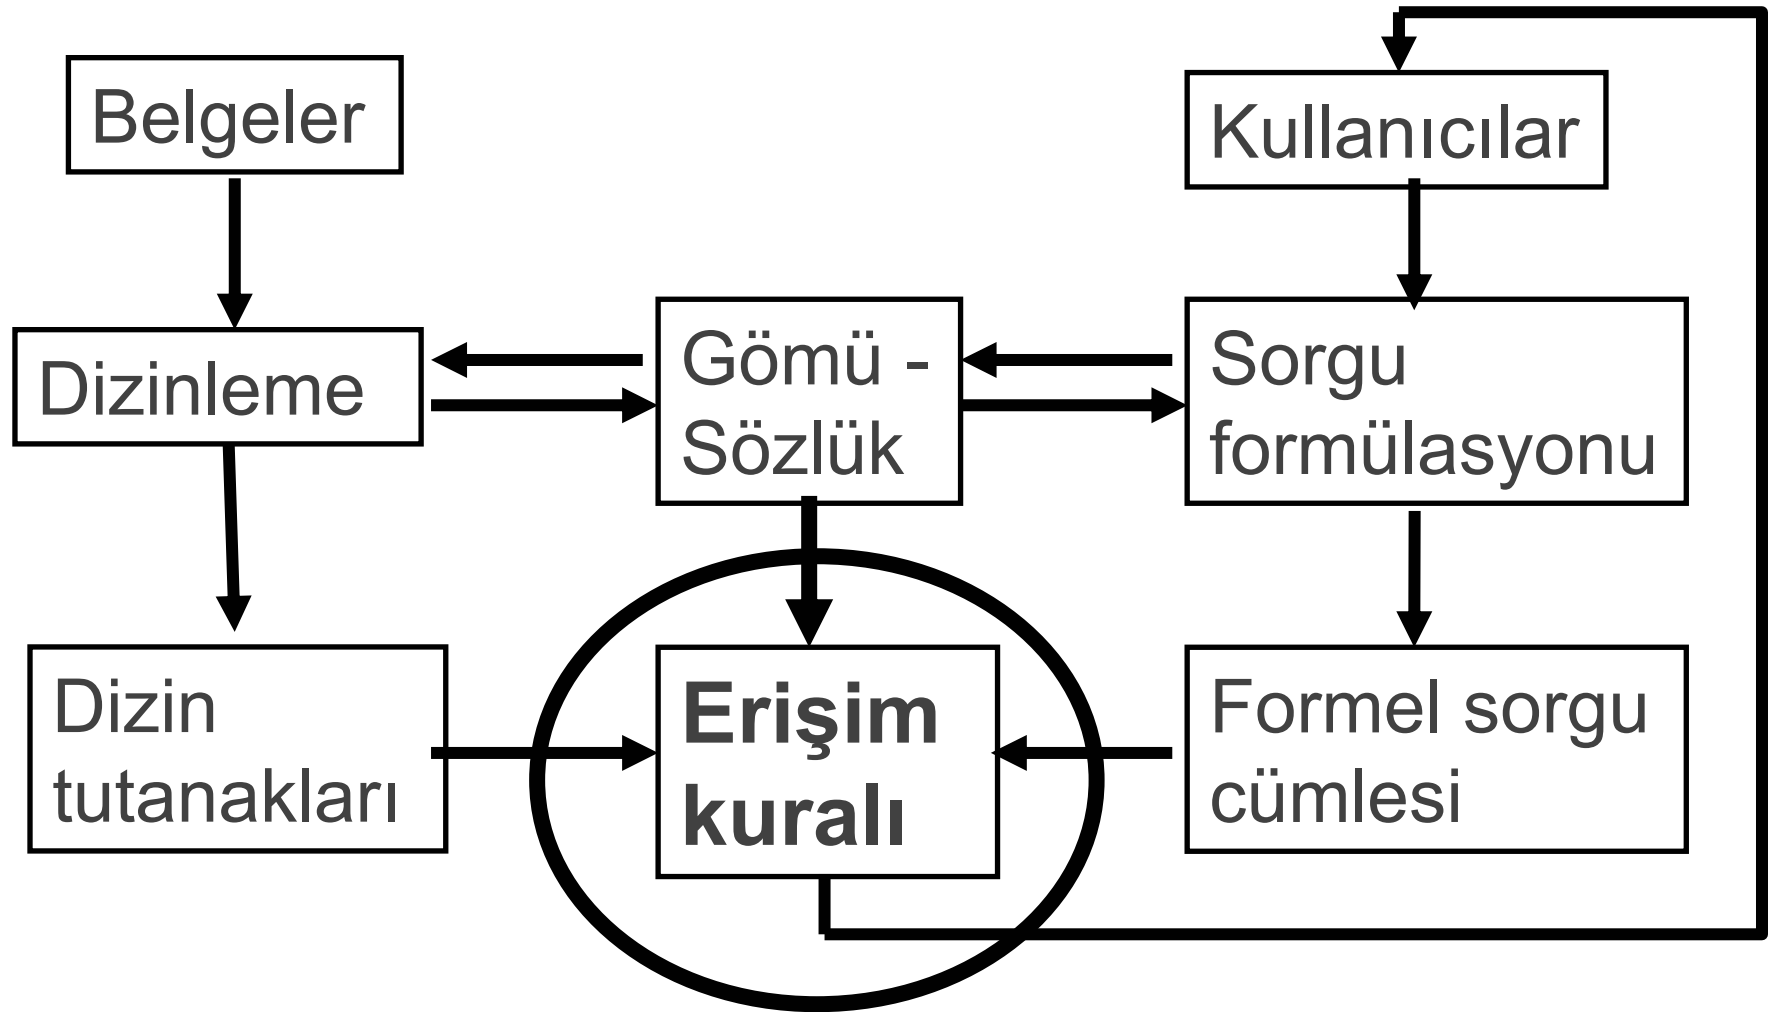 Belgeler
Kullanıcılar
Dizinleme
Gömü -
Sözlük
Sorgu
formülasyonu
Dizin
tutanakları
Erişim
kuralı
Formel sorgu
cümlesi